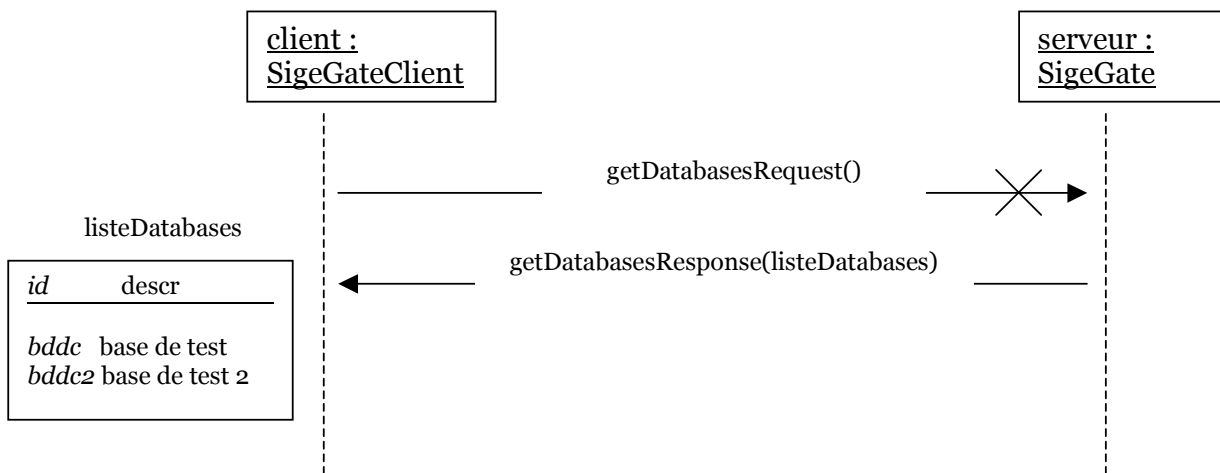 client :
SigeGateClient
serveur :
SigeGate
getDatabasesRequest()
listeDatabases
getDatabasesResponse(listeDatabases)
id descr
bddc base de test
bddc2 base de test 2